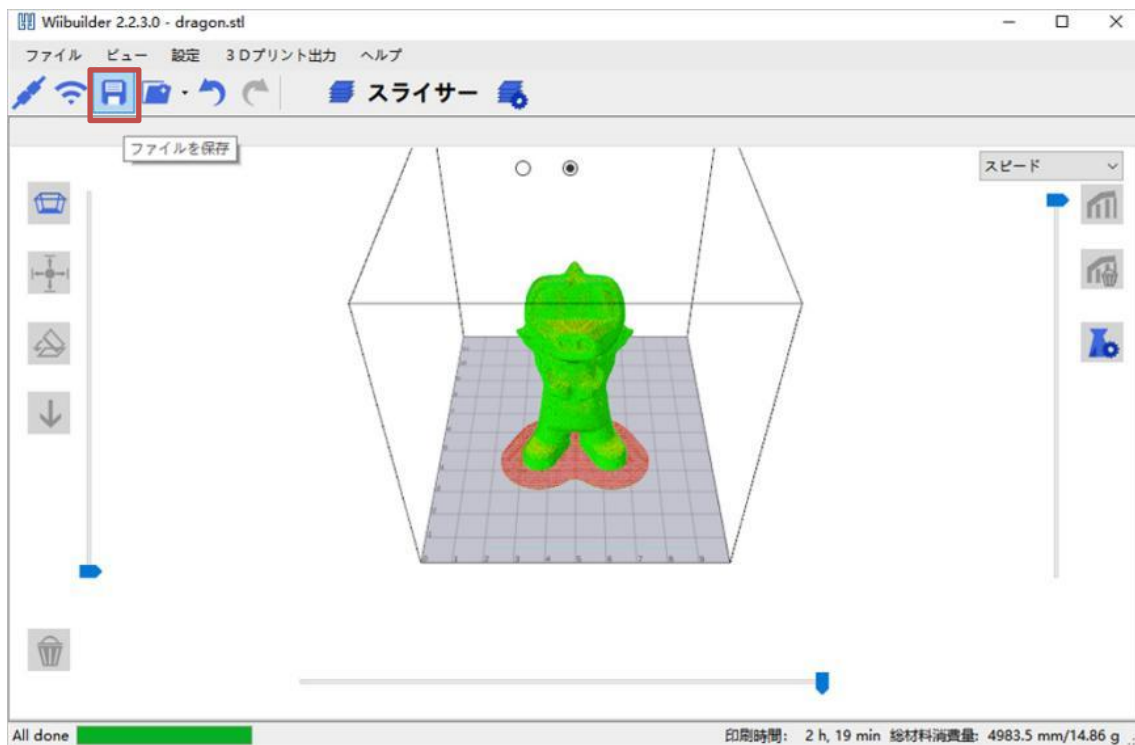 Wiibuilder 2.2.3.0 - dragon.stl
ファイル ビュー 設定 3Dプリント出力 ヘルプ
スライサー
ファイルを保存
スピード
All done
印刷時間: 2 h, 19 min 総材料消費量: 4983.5 mm/14.86 g